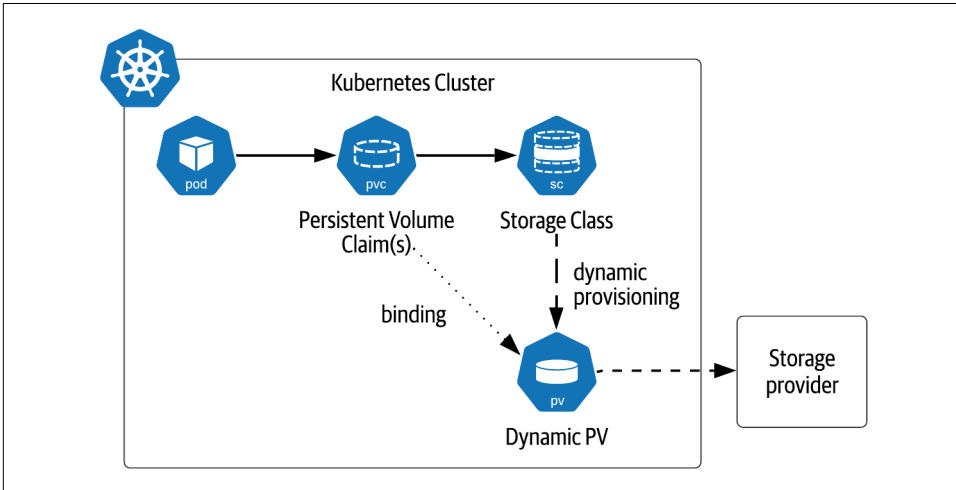 Kubernetes Cluster
pod
pvc
sc
Persistent Volume
Claim(s)
Storage Class
dynamic
provisioning
binding
Storage
provider
pv
Dynamic PV